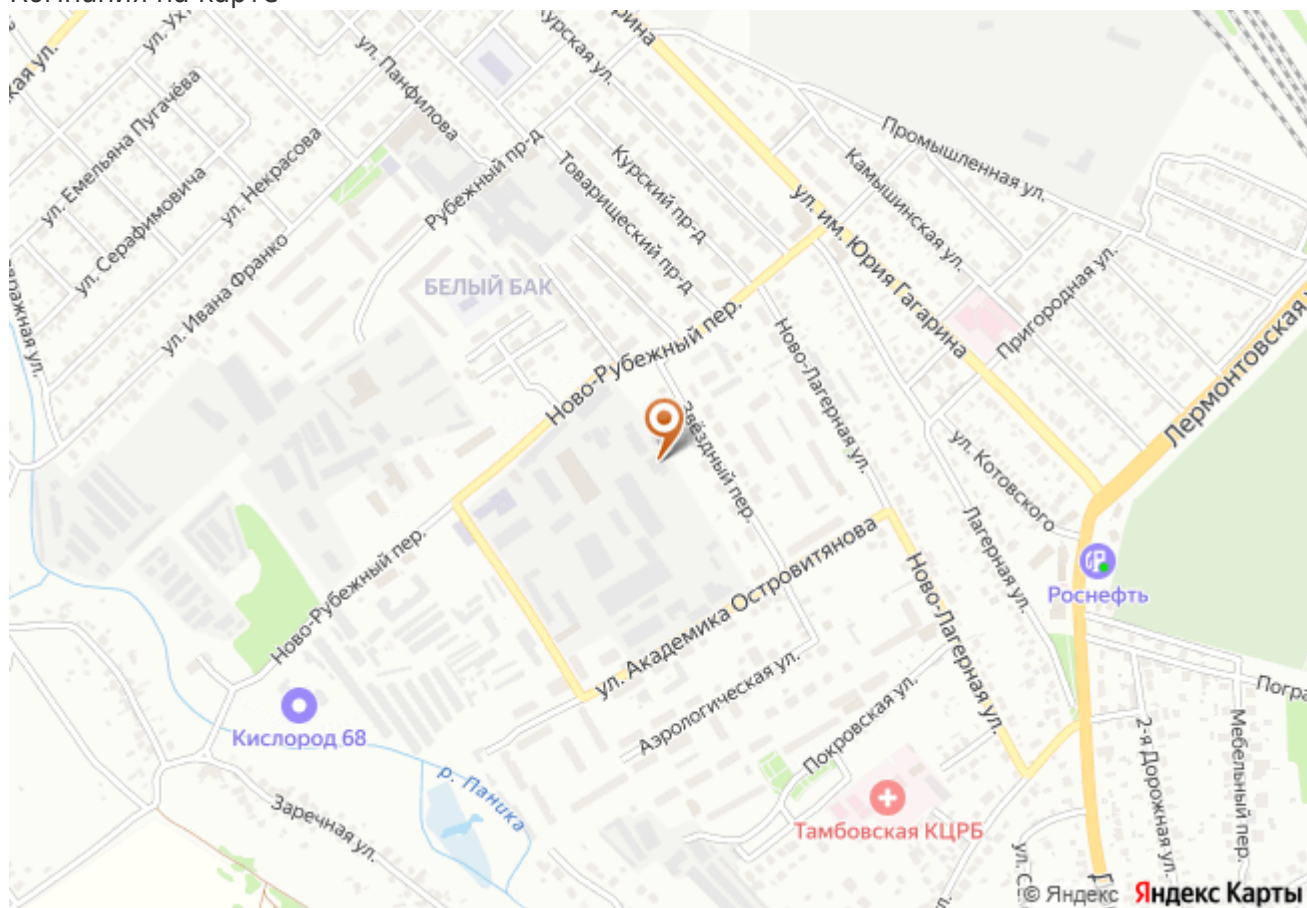 Компания на карте
ул. Панфилова
Курская ул.
ул. Емельяна Пугачёва
ул. Серафимовича
ул. Некрасова
ул. Ивана Франко
Рубежный пр-д
Товарищеский пр-д
Курский пр-д
Промышленная ул.
Камышинская ул.
ул. им. Юрия Гагарина
Пригородная ул.
БЕЛЫЙ БАК
Ново-Рубежный пер.
Ново-Лагерная ул.
Лермонтовская
Звёздный пер.
ул. Котовского
Лагерная ул.
Роснефть
Ново-Рубежный пер.
ул. Академика Островитянова
Ново-Лагерная ул.
Аэрологическая ул.
Покровская ул.
Кислород 68
р. Паника
Заречная ул.
Тамбовская КЦРБ
2-я Дорожная ул.
Мебельный пер.
© Яндекс Яндекс Карты